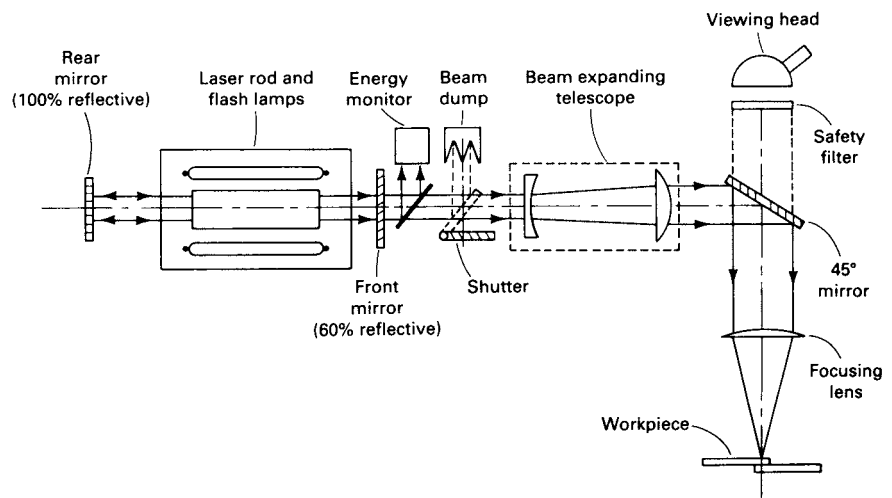 Viewing head
Rear
mirror
(100% reflective)
Laser rod and
flash lamps
Energy
monitor
Beam
dump
Beam expanding
telescope
Safety
filter
45°
mirror
Front
mirror
(60% reflective)
Shutter
Focusing
lens
Workpiece